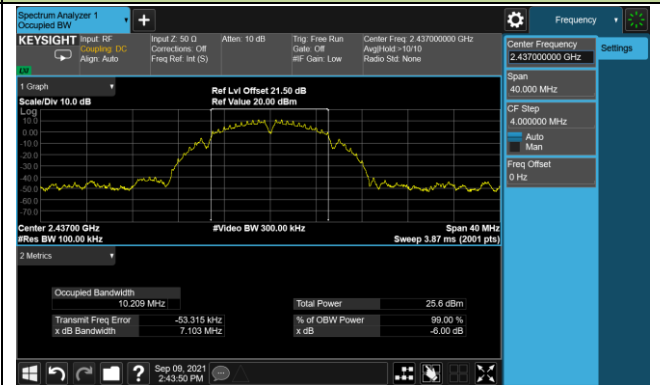 Spectrum Analyzer 1
Occupied BW
+
Frequency
KEYSIGHT
Input: RF
Coupling: DC
Align: Auto
Input Z: 50 Ω
Corrections: Off
Freq Ref: Int (S)
Atten: 10 dB
Trig: Free Run
Gate: Off
#IF Gain: Low
Center Freq: 2.437000000 GHz
Avg|Hold:>10/10
Radio Std: None
Center Frequency
2.437000000 GHz
Settings
Span
40.000 MHz
CF Step
4.000000 MHz
Auto
Man
Freq Offset
0 Hz
1 Graph
Scale/Div 10.0 dB
Ref Lvl Offset 21.50 dB
Ref Value 20.00 dBm
Log
10.0
0.00
-10.0
-20.0
-30.0
-40.0
-50.0
-60.0
-70.0
Center 2.43700 GHz
#Res BW 100.00 kHz
#Video BW 300.00 kHz
Span 40 MHz
Sweep 3.87 ms (2001 pts)
2 Metrics
Occupied Bandwidth
10.209 MHz
Total Power 25.6 dBm
Transmit Freq Error -53.315 kHz
% of OBW Power 99.00 %
x dB Bandwidth 7.103 MHz
x dB -6.00 dB
?
Sep 09, 2021
2:43:50 PM